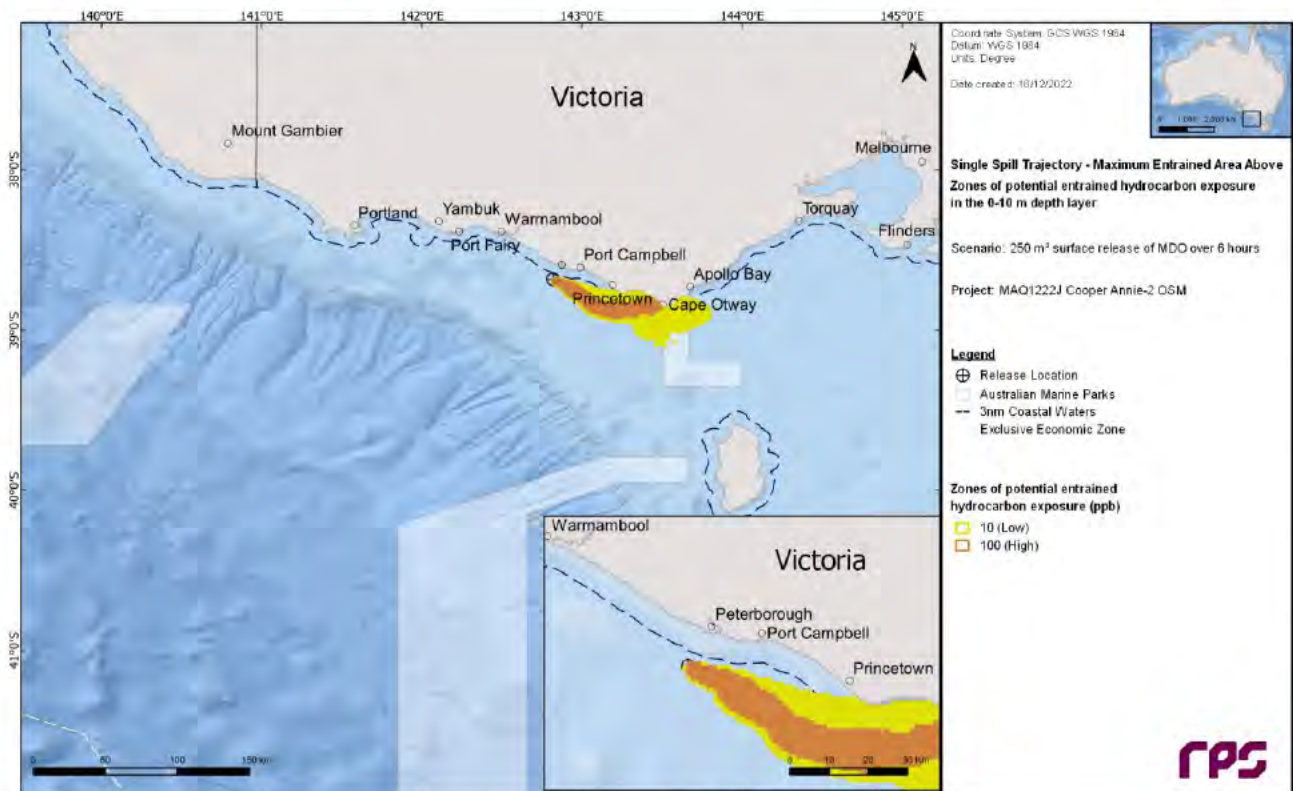 140°0'E 141°0'E 142°0'E 143°0'E 144°0'E 145°0'E
38°0'S
39°0'S
40°0'S
41°0'S
N
Victoria
Mount Gambier
Melbourne
Portland
Yambuk
Warrnambool
Port Fairy
Torquay
Flinders
Port Campbell
Apollo Bay
Princetown
Cape Otway
0 50 100 150 km
Warrnambool
Victoria
Peterborough
Port Campbell
Princetown
0 10 20 30 km
Coordinate System: GCS WGS 1984
Datum: WGS 1984
Units: Degree
Date created: 16/12/2022
0 1,000 2,000 km
Single Spill Trajectory - Maximum Entrained Area Above
Zones of potential entrained hydrocarbon exposure
in the 0-10 m depth layer
Scenario: 250 m³ surface release of MDO over 6 hours
Project: MAQ1222J Cooper Annie-2 OSM
Legend
Release Location
Australian Marine Parks
3nm Coastal Waters
Exclusive Economic Zone
Zones of potential entrained
hydrocarbon exposure (ppb)
10 (Low)
100 (High)
rps